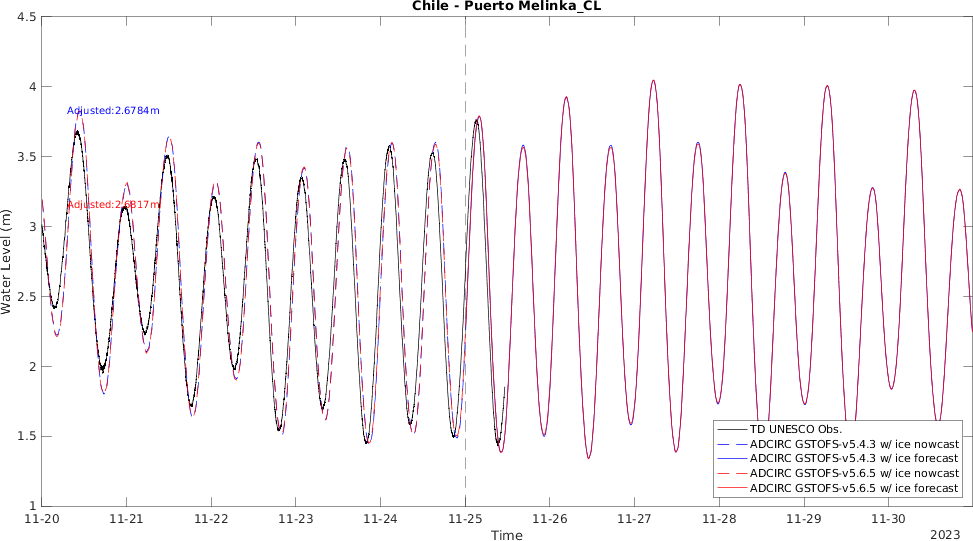 Chile - Puerto Melinka_CL
4.5
4
3.5
3
2.5
2
1.5
1
Water Level (m)
Adjusted:2.6784m
Adjusted:2.6817m
TD UNESCO Obs.
ADCIRC GSTOFS-v5.4.3 w/ ice nowcast
ADCIRC GSTOFS-v5.4.3 w/ ice forecast
ADCIRC GSTOFS-v5.6.5 w/ ice nowcast
ADCIRC GSTOFS-v5.6.5 w/ ice forecast
11-20 11-21 11-22 11-23 11-24 11-25 11-26 11-27 11-28 11-29 11-30
Time
2023